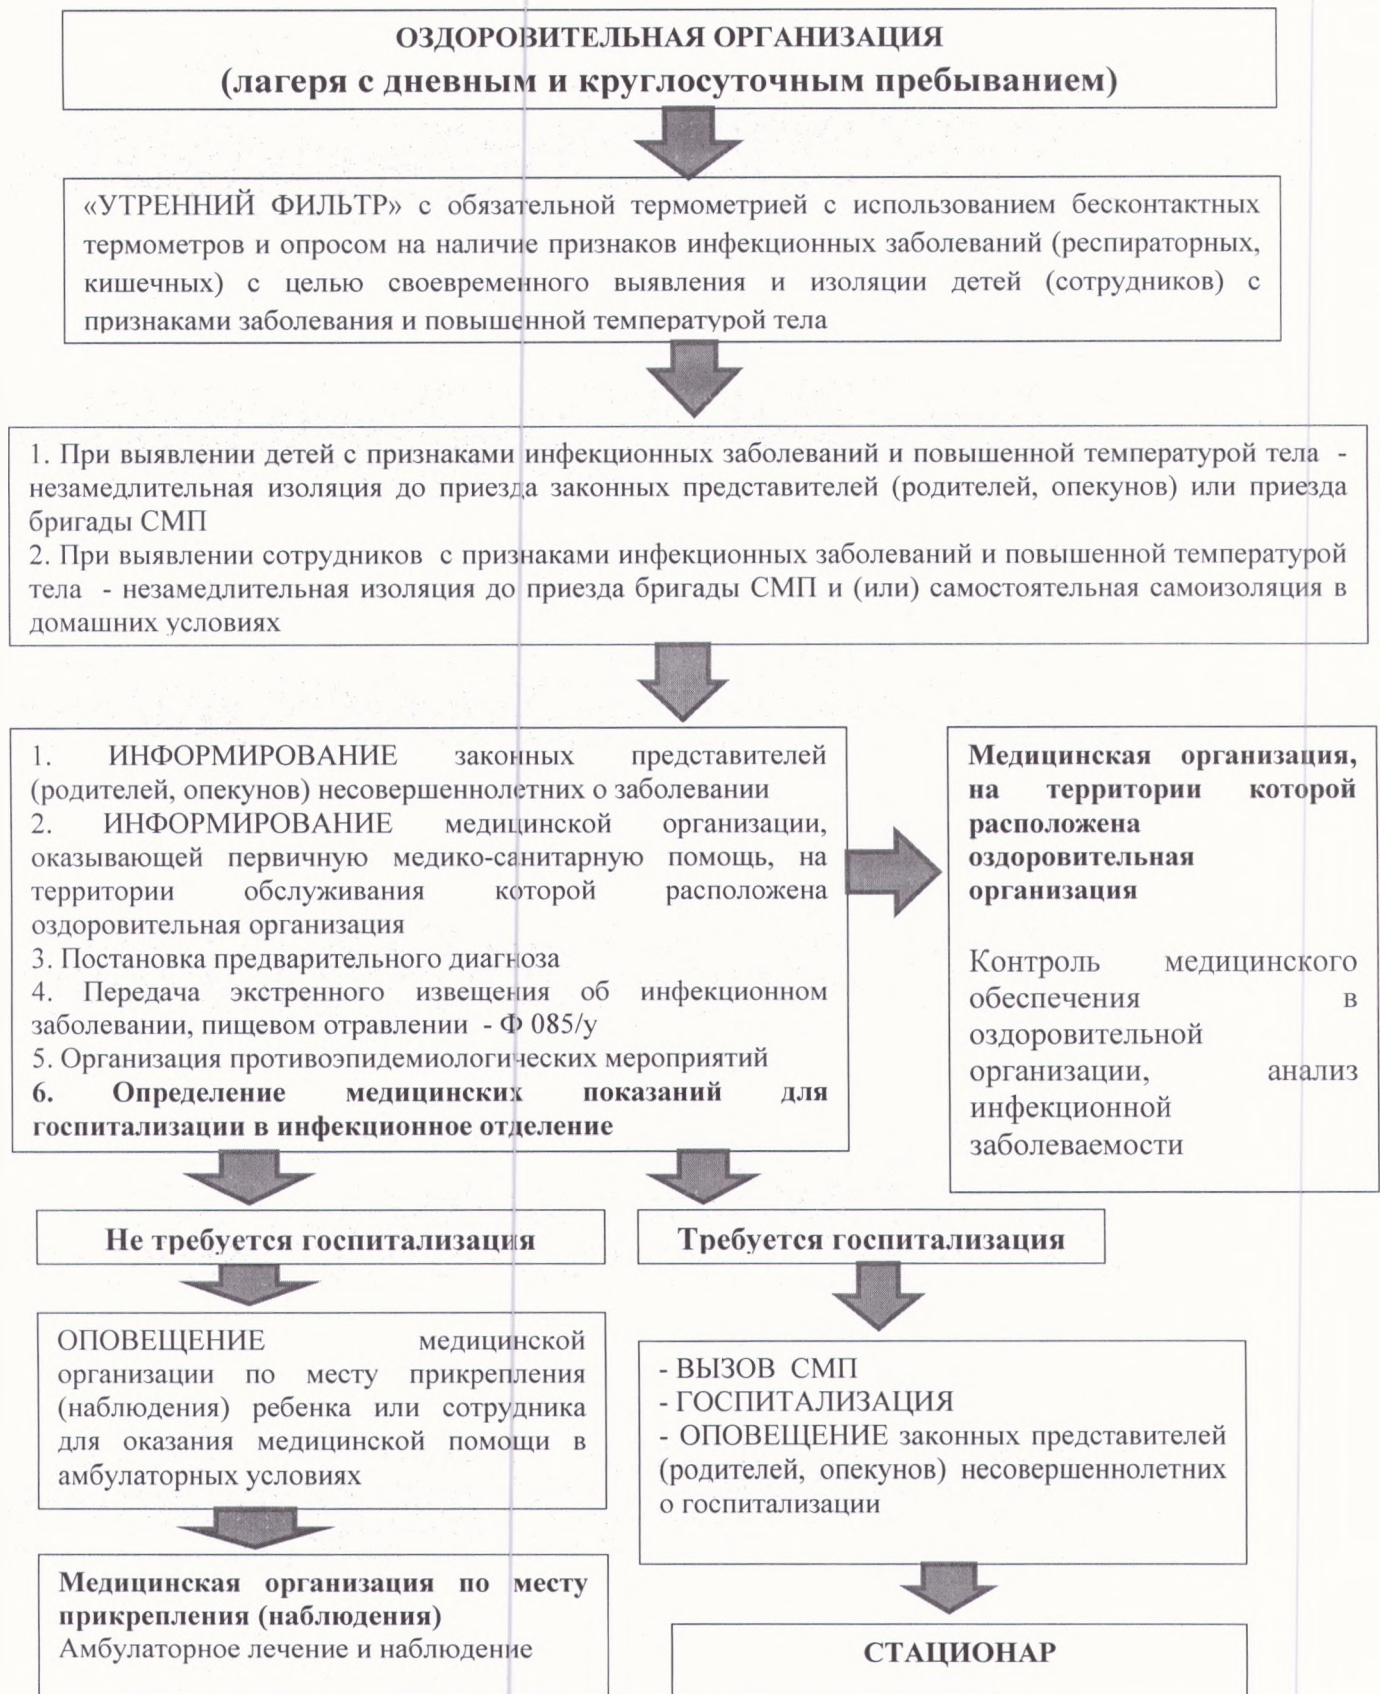 ОЗДОРОВИТЕЛЬНАЯ ОРГАНИЗАЦИЯ
(лагеря с дневным и круглосуточным пребыванием)
«УТРЕННИЙ ФИЛЬТР» с обязательной термометрией с использованием бесконтактных
термометров и опросом на наличие признаков инфекционных заболеваний (респираторных,
кишечных) с целью своевременного выявления и изоляции детей (сотрудников) с
признаками заболевания и повышенной температурой тела
1. При выявлении детей с признаками инфекционных заболеваний и повышенной температурой тела -
незамедлительная изоляция до приезда законных представителей (родителей, опекунов) или приезда
бригады СМП
2. При выявлении сотрудников с признаками инфекционных заболеваний и повышенной температурой
тела - незамедлительная изоляция до приезда бригады СМП и (или) самостоятельная самоизоляция в
домашних условиях
1. ИНФОРМИРОВАНИЕ законных представителей
(родителей, опекунов) несовершеннолетних о заболевании
2. ИНФОРМИРОВАНИЕ медицинской организации,
оказывающей первичную медико-санитарную помощь, на
территории обслуживания которой расположена
оздоровительная организация
3. Постановка предварительного диагноза
4. Передача экстренного извещения об инфекционном
заболевании, пищевом отравлении - Ф 085/у
5. Организация противоэпидемиологических мероприятий
6. Определение медицинских показаний для
госпитализации в инфекционное отделение
Медицинская организация,
на территории которой
расположена
оздоровительная
организация
Контроль медицинского
обеспечения в
оздоровительной
организации, анализ
инфекционной
заболеваемости
Не требуется госпитализация
Требуется госпитализация
ОПОВЕЩЕНИЕ медицинской
организации по месту прикрепления
(наблюдения) ребенка или сотрудника
для оказания медицинской помощи в
амбулаторных условиях
- ВЫЗОВ СМП
- ГОСПИТАЛИЗАЦИЯ
- ОПОВЕЩЕНИЕ законных представителей
(родителей, опекунов) несовершеннолетних
о госпитализации
Медицинская организация по месту
прикрепления (наблюдения)
Амбулаторное лечение и наблюдение
СТАЦИОНАР